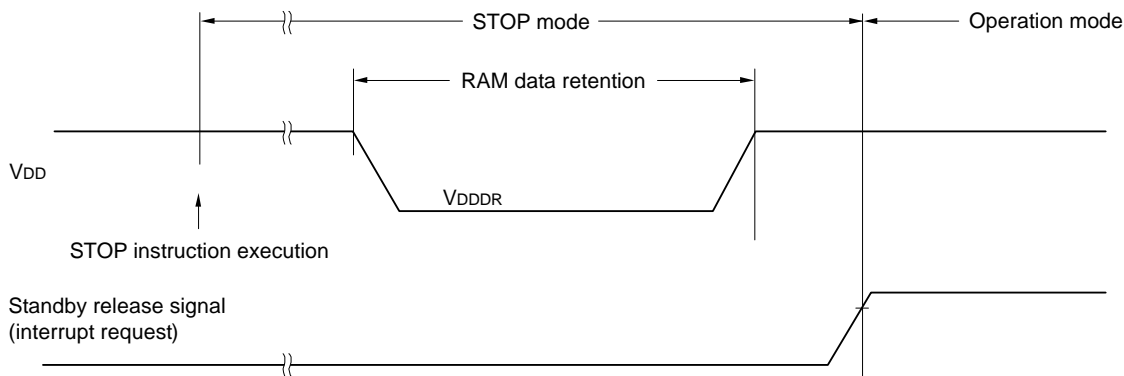 STOP mode
Operation mode
RAM data retention
VDD
VDDDR
STOP instruction execution
Standby release signal
(interrupt request)